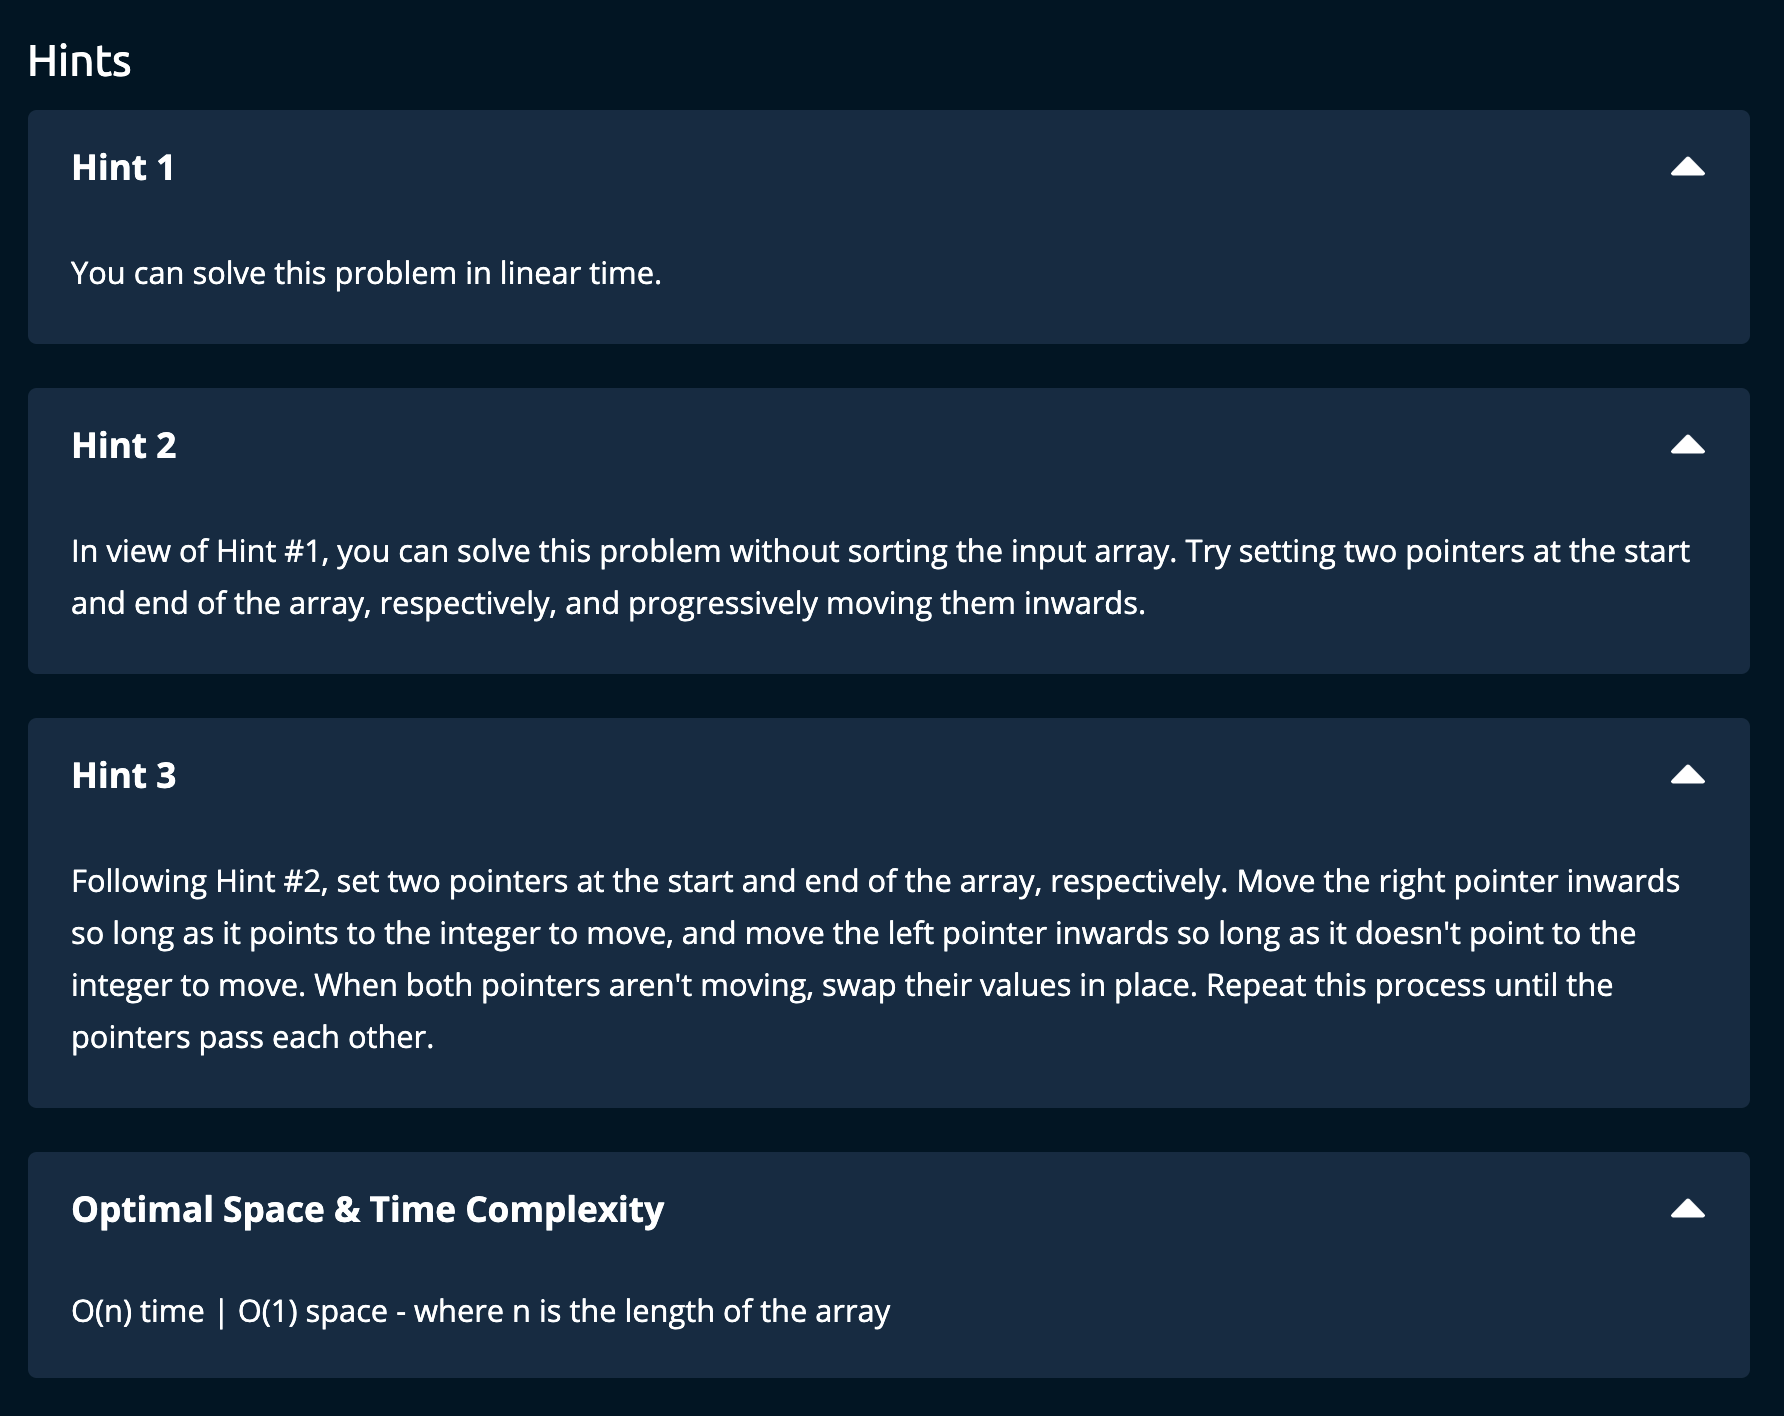 Hints
Hint 1
You can solve this problem in linear time.
Hint 2
In view of Hint #1, you can solve this problem without sorting the input array. Try setting two pointers at the start
and end of the array, respectively, and progressively moving them inwards.
Hint 3
Following Hint #2, set two pointers at the start and end of the array, respectively. Move the right pointer inwards
so long as it points to the integer to move, and move the left pointer inwards so long as it doesn't point to the
integer to move. When both pointers aren't moving, swap their values in place. Repeat this process until the
pointers pass each other.
Optimal Space & Time Complexity
O(n) time | O(1) space - where n is the length of the array